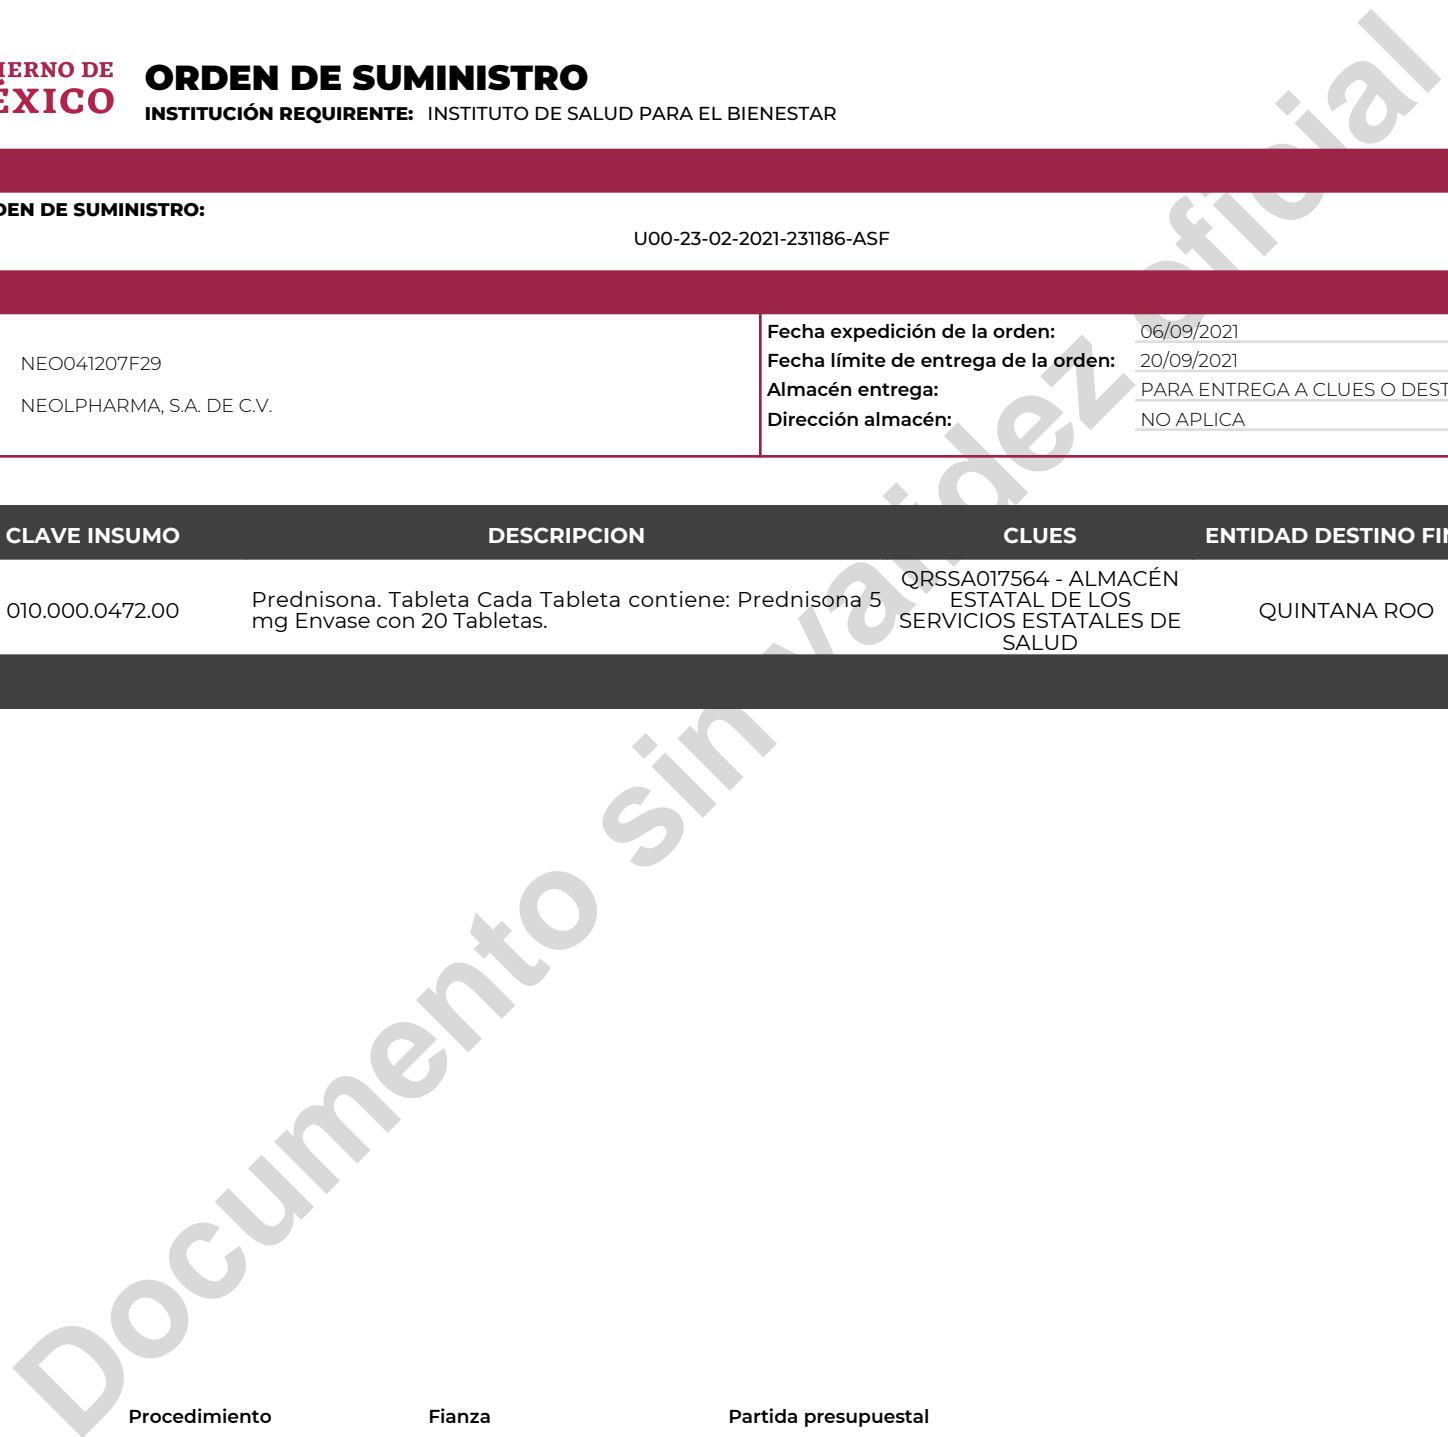 IERNO DE
ÉXICO
ORDEN DE SUMINISTRO
INSTITUCIÓN REQUIRENTE: INSTITUTO DE SALUD PARA EL BIENESTAR
DEN DE SUMINISTRO:
U00-23-02-2021-231186-ASF
NEO041207F29
NEOLPHARMA, S.A. DE C.V.
Fecha expedición de la orden: 06/09/2021
Fecha límite de entrega de la orden: 20/09/2021
Almacén entrega: PARA ENTREGA A CLUES O DEST
Dirección almacén: NO APLICA
CLAVE INSUMO DESCRIPCION CLUES ENTIDAD DESTINO FIN
010.000.0472.00
Prednisona. Tableta Cada Tableta contiene: Prednisona 5
mg Envase con 20 Tabletas.
QRSSA017564 - ALMACÉN
ESTATAL DE LOS
SERVICIOS ESTATALES DE
SALUD
QUINTANA ROO
Documento sin validez oficial
Procedimiento Fianza Partida presupuestal